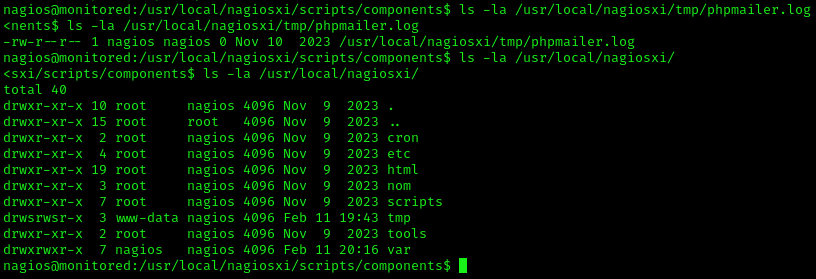 nagios@monitored:/usr/local/nagiosxi/scripts/components$ ls -la /usr/local/nagiosxi/tmp/phpmailer.log
<nents$ ls -la /usr/local/nagiosxi/tmp/phpmailer.log
-rw-r--r-- 1 nagios nagios 0 Nov 10  2023 /usr/local/nagiosxi/tmp/phpmailer.log
nagios@monitored:/usr/local/nagiosxi/scripts/components$ ls -la /usr/local/nagiosxi/
<sxi/scripts/components$ ls -la /usr/local/nagiosxi/
total 40
drwxr-xr-x 10 root     nagios 4096 Nov  9  2023 .
drwxr-xr-x 15 root     root   4096 Nov  9  2023 ..
drwxr-xr-x  2 root     nagios 4096 Nov  9  2023 cron
drwxr-xr-x  4 root     nagios 4096 Nov  9  2023 etc
drwxr-xr-x 19 root     nagios 4096 Nov  9  2023 html
drwxr-xr-x  3 root     nagios 4096 Nov  9  2023 nom
drwxr-xr-x  7 root     nagios 4096 Nov  9  2023 scripts
drwsrwsr-x  3 www-data nagios 4096 Feb 11 19:43 tmp
drwxr-xr-x  2 root     nagios 4096 Nov  9  2023 tools
drwxrwxr-x  7 nagios   nagios 4096 Feb 11 20:16 var
nagios@monitored:/usr/local/nagiosxi/scripts/components$